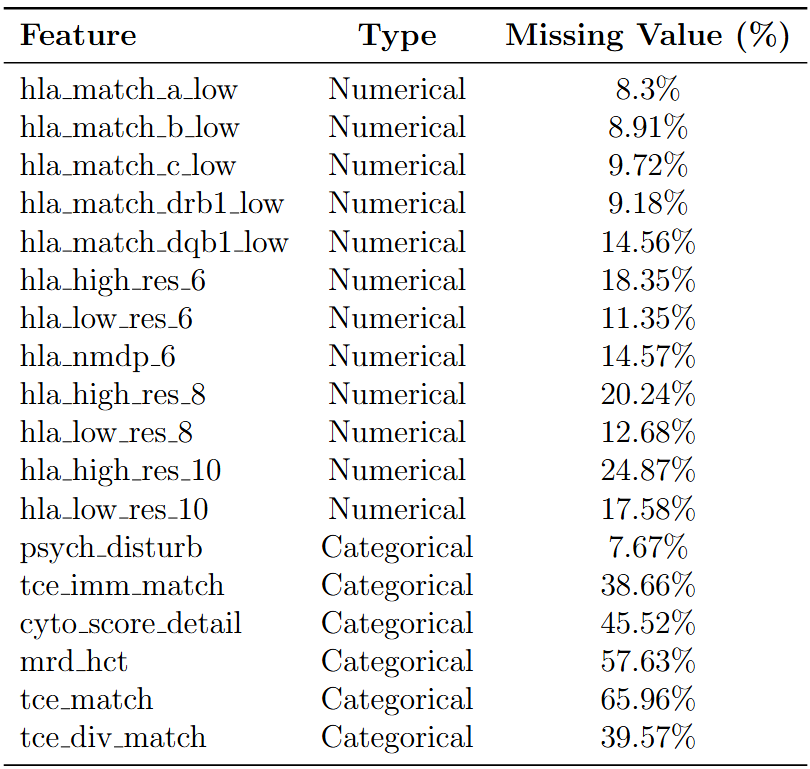 Feature Type Missing Value (%)
hla_match_a_low Numerical 8.3%
hla_match_b_low Numerical 8.91%
hla_match_c_low Numerical 9.72%
hla_match_drb1_low Numerical 9.18%
hla_match_dqb1_low Numerical 14.56%
hla_high_res_6 Numerical 18.35%
hla_low_res_6 Numerical 11.35%
hla_nmdp_6 Numerical 14.57%
hla_high_res_8 Numerical 20.24%
hla_low_res_8 Numerical 12.68%
hla_high_res_10 Numerical 24.87%
hla_low_res_10 Numerical 17.58%
psych_disturb Categorical 7.67%
tce_imm_match Categorical 38.66%
cyto_score_detail Categorical 45.52%
mrd_hct Categorical 57.63%
tce_match Categorical 65.96%
tce_div_match Categorical 39.57%